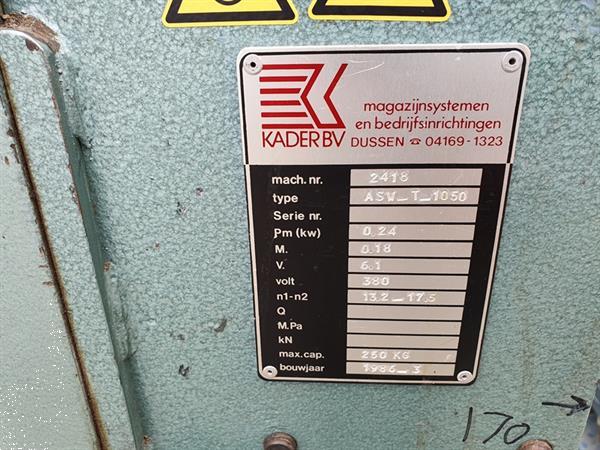 KADER BV
magazijnsystemen
en bedrijfsinrichtingen
DUSSEN ☎ 04169-1323
mach. nr. 2418
type ASW_T_1050
Serie nr.
Pm (kw) 0,24
M. 0,18
V. 6,1
volt 380
n1-n2 13,2_17,5
Q
M.Pa
kN
max.cap. 250 KG
bouwjaar 1986_3
170 →